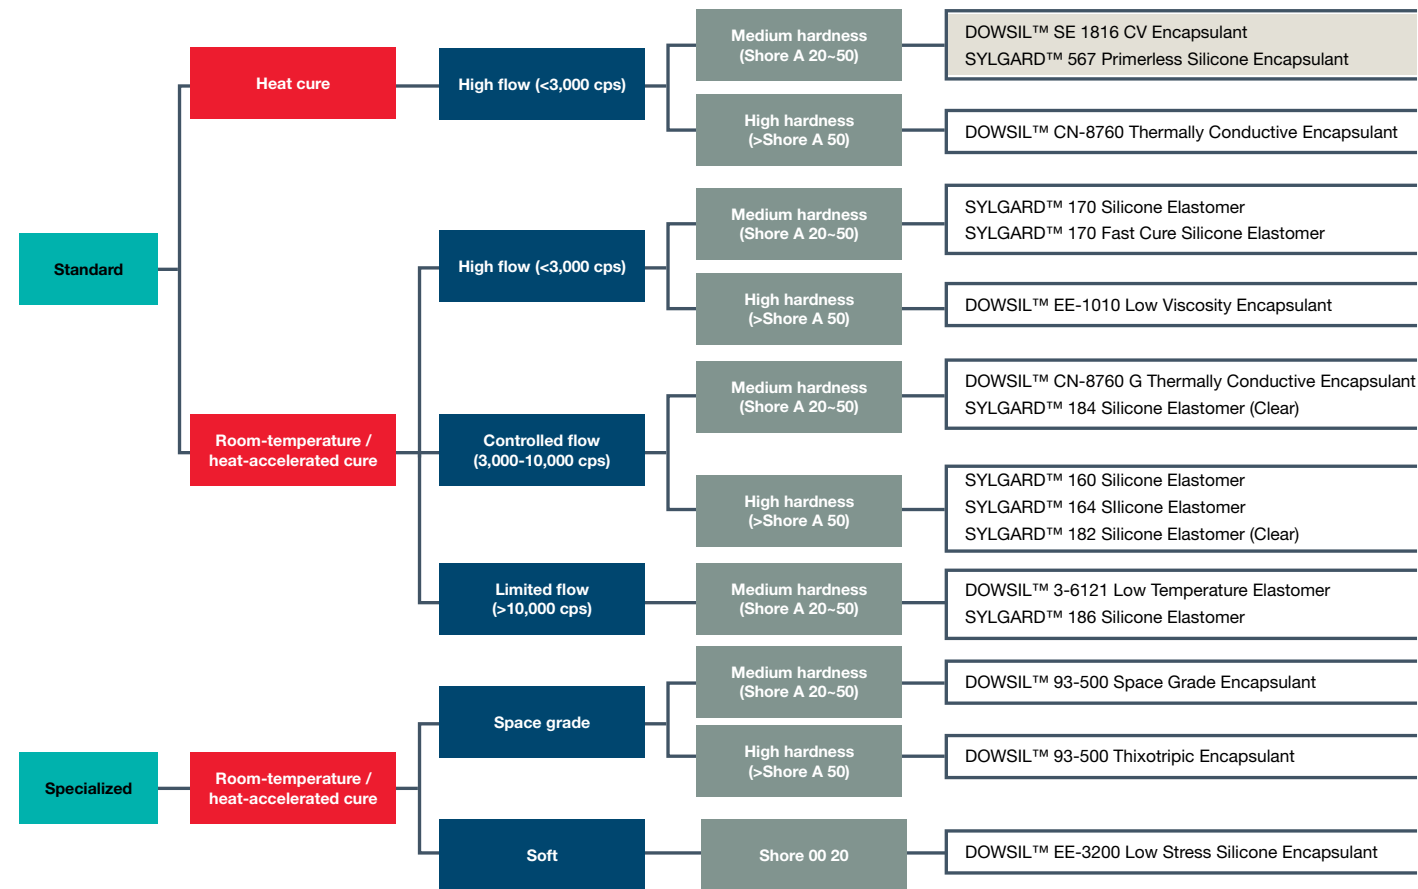 Standard
Heat cure
High flow (<3,000 cps)
Medium hardness
(Shore A 20~50)
DOWSIL™ SE 1816 CV Encapsulant
SYLGARD™ 567 Primerless Silicone Encapsulant
High hardness
(>Shore A 50)
DOWSIL™ CN-8760 Thermally Conductive Encapsulant
Room-temperature /
heat-accelerated cure
High flow (<3,000 cps)
Medium hardness
(Shore A 20~50)
SYLGARD™ 170 Silicone Elastomer
SYLGARD™ 170 Fast Cure Silicone Elastomer
High hardness
(>Shore A 50)
DOWSIL™ EE-1010 Low Viscosity Encapsulant
Controlled flow
(3,000-10,000 cps)
Medium hardness
(Shore A 20~50)
DOWSIL™ CN-8760 G Thermally Conductive Encapsulant
SYLGARD™ 184 Silicone Elastomer (Clear)
High hardness
(>Shore A 50)
SYLGARD™ 160 Silicone Elastomer
SYLGARD™ 164 SIlicone Elastomer
SYLGARD™ 182 Silicone Elastomer (Clear)
Limited flow
(>10,000 cps)
Medium hardness
(Shore A 20~50)
DOWSIL™ 3-6121 Low Temperature Elastomer
SYLGARD™ 186 Silicone Elastomer
Specialized
Room-temperature /
heat-accelerated cure
Space grade
Medium hardness
(Shore A 20~50)
DOWSIL™ 93-500 Space Grade Encapsulant
High hardness
(>Shore A 50)
DOWSIL™ 93-500 Thixotripic Encapsulant
Soft
Shore 00 20
DOWSIL™ EE-3200 Low Stress Silicone Encapsulant